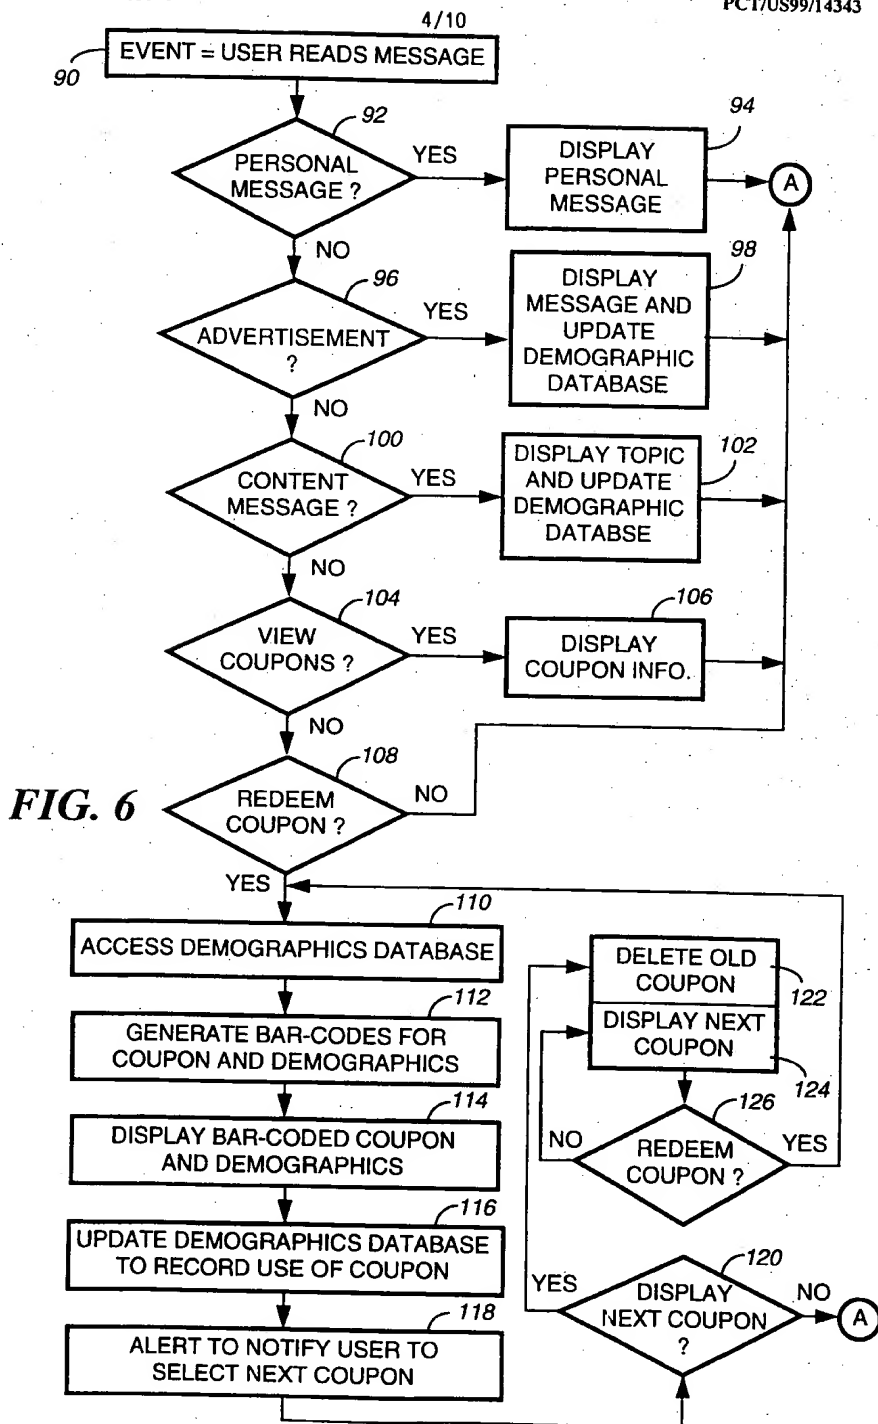 4/10
PCT/US99/14343
EVENT = USER READS MESSAGE
90
92
PERSONAL
MESSAGE ?
YES
94
DISPLAY
PERSONAL
MESSAGE
A
NO
96
ADVERTISEMENT
?
YES
98
DISPLAY
MESSAGE AND
UPDATE
DEMOGRAPHIC
DATABASE
NO
100
CONTENT
MESSAGE ?
YES
102
DISPLAY TOPIC
AND UPDATE
DEMOGRAPHIC
DATABSE
NO
104
VIEW
COUPONS ?
YES
106
DISPLAY
COUPON INFO.
NO
108
REDEEM
COUPON ?
NO
FIG. 6
YES
110
ACCESS DEMOGRAPHICS DATABASE
112
GENERATE BAR-CODES FOR
COUPON AND DEMOGRAPHICS
114
DISPLAY BAR-CODED COUPON
AND DEMOGRAPHICS
116
UPDATE DEMOGRAPHICS DATABASE
TO RECORD USE OF COUPON
118
ALERT TO NOTIFY USER TO
SELECT NEXT COUPON
DELETE OLD
COUPON
122
DISPLAY NEXT
COUPON
124
126
NO
REDEEM
COUPON ?
YES
120
YES
DISPLAY
NEXT COUPON
?
NO
A